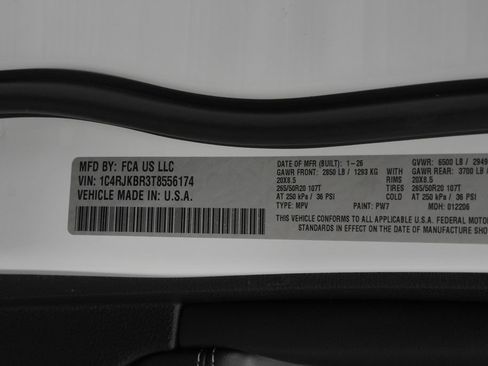 MFD BY: FCA US LLC
VIN: 1C4RJKBR3T8556174
VEHICLE MADE IN: U.S.A.
DATE OF MFR (BUILT): 1-26 GVWR: 6500 LB / 2949
GAWR FRONT: 2850 LB / 1293 KG WITH GAWR REAR: 3700 LB /
20X8.5 RIMS 20X8.5
265/50R20 107T TIRES 265/50R20 107T
AT 250 kPa / 36 PSI COLD AT 250 kPa / 36 PSI
TYPE: MPV PAINT: PW7 MDH: 012206
THIS VEHICLE CONFORMS TO ALL APPLICABLE U.S.A. FEDERAL MOTOR
STANDARDS IN EFFECT ON THE DATE OF MANUFACTURE SHO